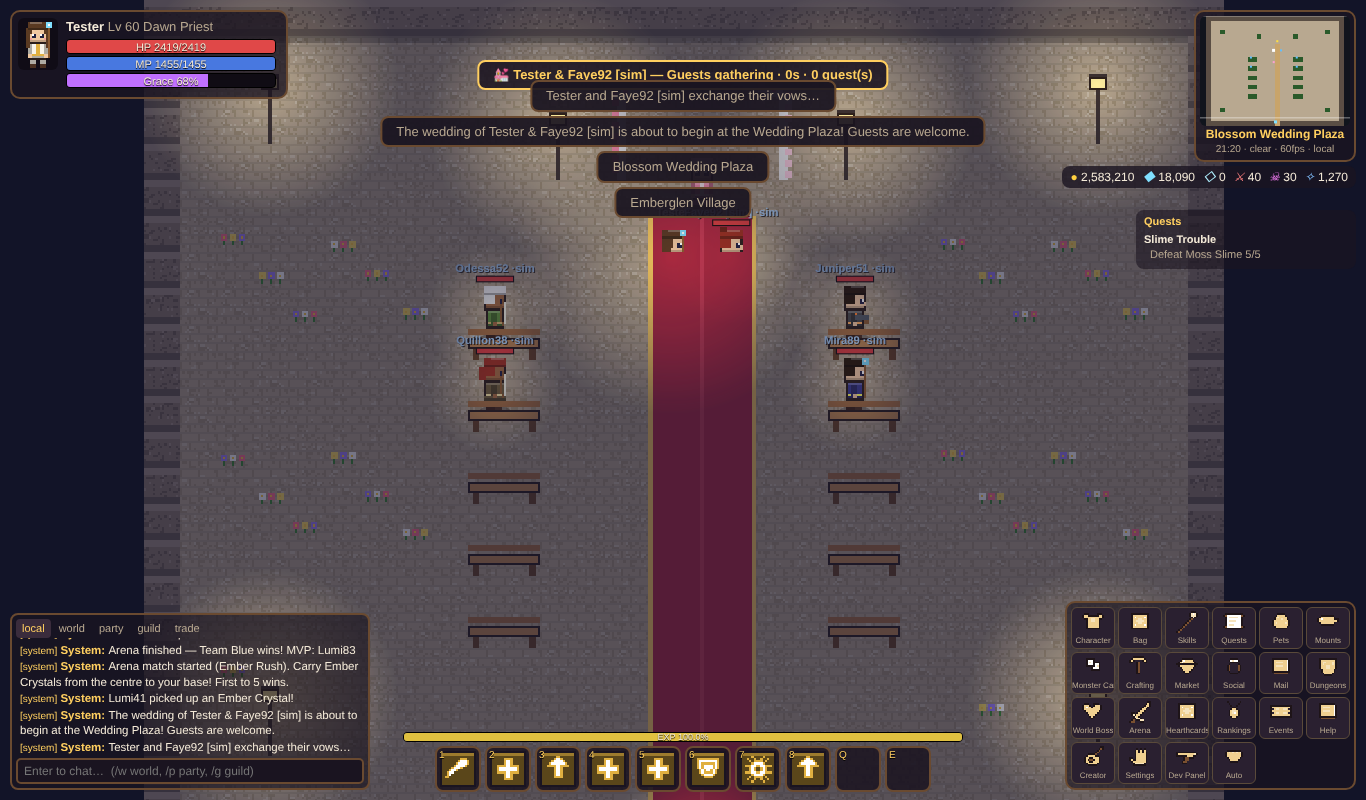 Tester Lv 60 Dawn Priest
HP 2419/2419
MP 1455/1455
Grace 68%
Tester & Faye92 [sim] — Guests gathering · 0s · 0 guest(s)
Tester and Faye92 [sim] exchange their vows…
The wedding of Tester & Faye92 [sim] is about to begin at the Wedding Plaza! Guests are welcome.
Blossom Wedding Plaza
Emberglen Village
Blossom Wedding Plaza
21:20 · clear · 60fps · local
2,583,210 18,090 0 40 30 1,270
Quests
Slime Trouble
Defeat Moss Slime 5/5
·sim
Odessa52 ·sim
Juniper51 ·sim
Quillon38 ·sim
Mira89 ·sim
local world party guild trade
[system] System: Arena finished — Team Blue wins! MVP: Lumi83
[system] System: Arena match started (Ember Rush). Carry Ember
Crystals from the centre to your base! First to 5 wins.
[system] System: Lumi41 picked up an Ember Crystal!
[system] System: The wedding of Tester & Faye92 [sim] is about to
begin at the Wedding Plaza! Guests are welcome.
[system] System: Tester and Faye92 [sim] exchange their vows…
Enter to chat… (/w world, /p party, /g guild)
EXP 100.0%
1 2 3 4 5 6 7 8 Q E
Character Bag Skills Quests Pets Mounts
Monster Ca Crafting Market Social Mail Dungeons
World Boss Arena Hearthcards Rankings Events Help
Creator Settings Dev Panel Auto